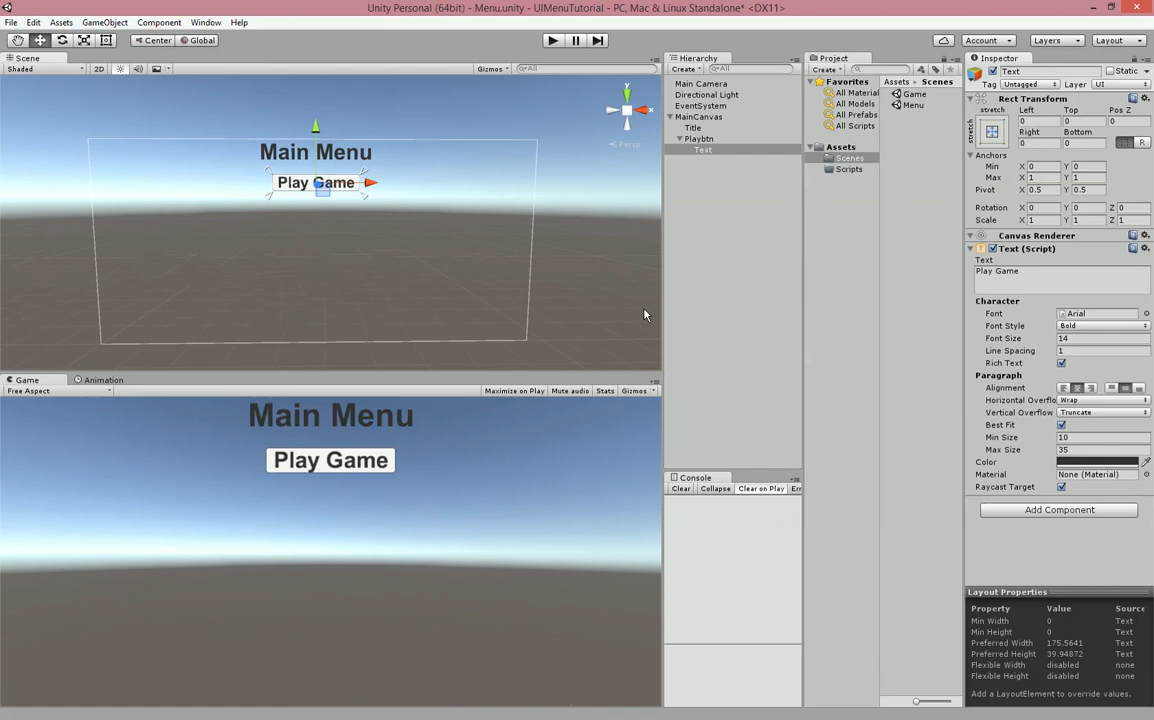 Unity Personal (64bit) - Menu.unity - UIMenuTutorial - PC, Mac & Linux Standalone* <DX11>
File Edit Assets GameObject Component Window Help
Center Global Account Layers Layout
Scene
Shaded 2D Gizmos All
y
x
Persp
Main Menu
Play Game
Game Animation
Free Aspect Maximize on Play Mute audio Stats Gizmos
Main Menu
Play Game
Hierarchy
Create All
Main Camera
Directional Light
EventSystem
MainCanvas
Title
Playbtn
Text
Console
Clear Collapse Clear on Play
Project
Create
Favorites
All Material
All Models
All Prefabs
All Scripts
Assets
Scenes
Scripts
Assets Scenes
Game
Menu
Inspector
Text Static
Tag Untagged Layer UI
Rect Transform
stretch Left Top Pos Z
stretch 0 0 0
Right Bottom
0 0 R
Anchors
Min X 0 Y 0
Max X 1 Y 1
Pivot X 0.5 Y 0.5
Rotation X 0 Y 0 Z 0
Scale X 1 Y 1 Z 1
Canvas Renderer
Text (Script)
Text
Play Game
Character
Font Arial
Font Style Bold
Font Size 14
Line Spacing 1
Rich Text
Paragraph
Alignment
Horizontal Overflo Wrap
Vertical Overflow Truncate
Best Fit
Min Size 10
Max Size 35
Color
Material None (Material)
Raycast Target
Add Component
Layout Properties
Property Value Source
Min Width 0 Text
Min Height 0 Text
Preferred Width 175.5641 Text
Preferred Height 39.94872 Text
Flexible Width disabled none
Flexible Height disabled none
Add a LayoutElement to override values.